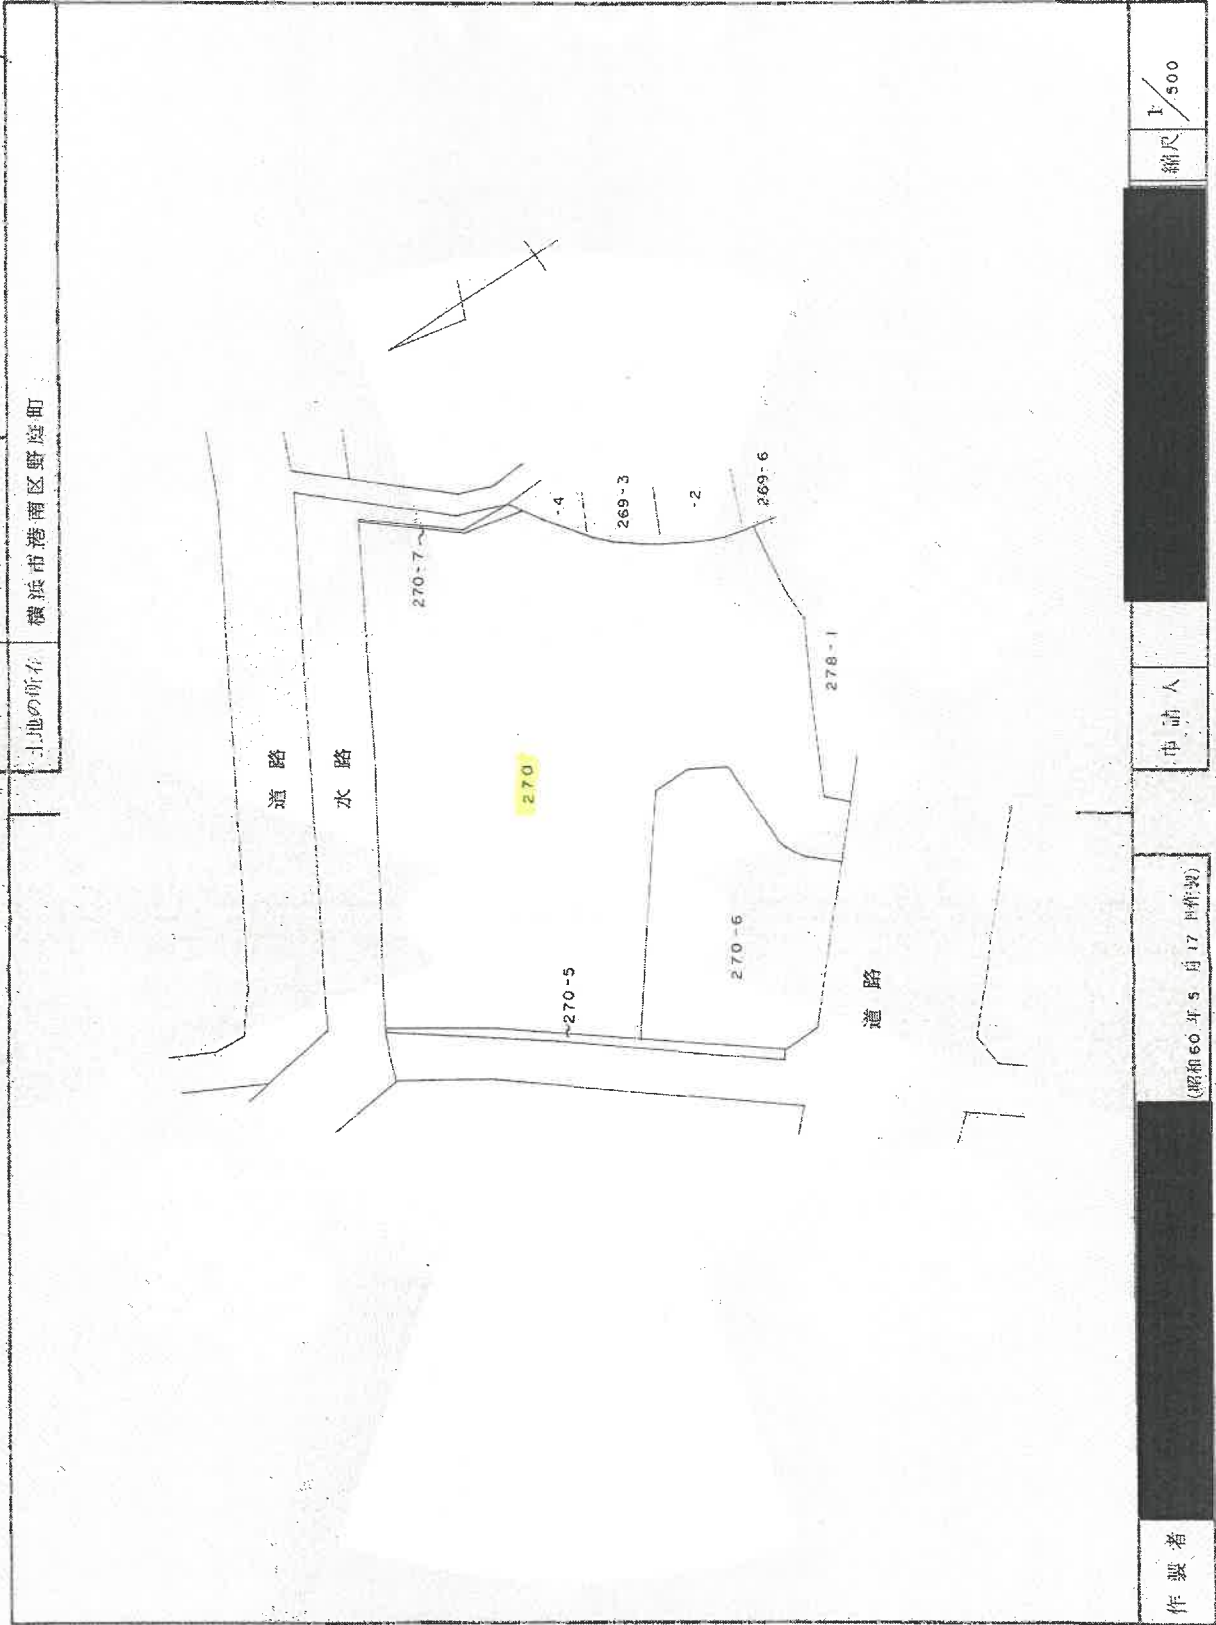 土地の所在 横浜市港南区野庭町
道路
水路
270-7
-4
269-3
-2
269-6
270
278-1
270-5
270-6
道路
作製者
(昭和60年5月17日作製)
申請人
縮尺 1/500